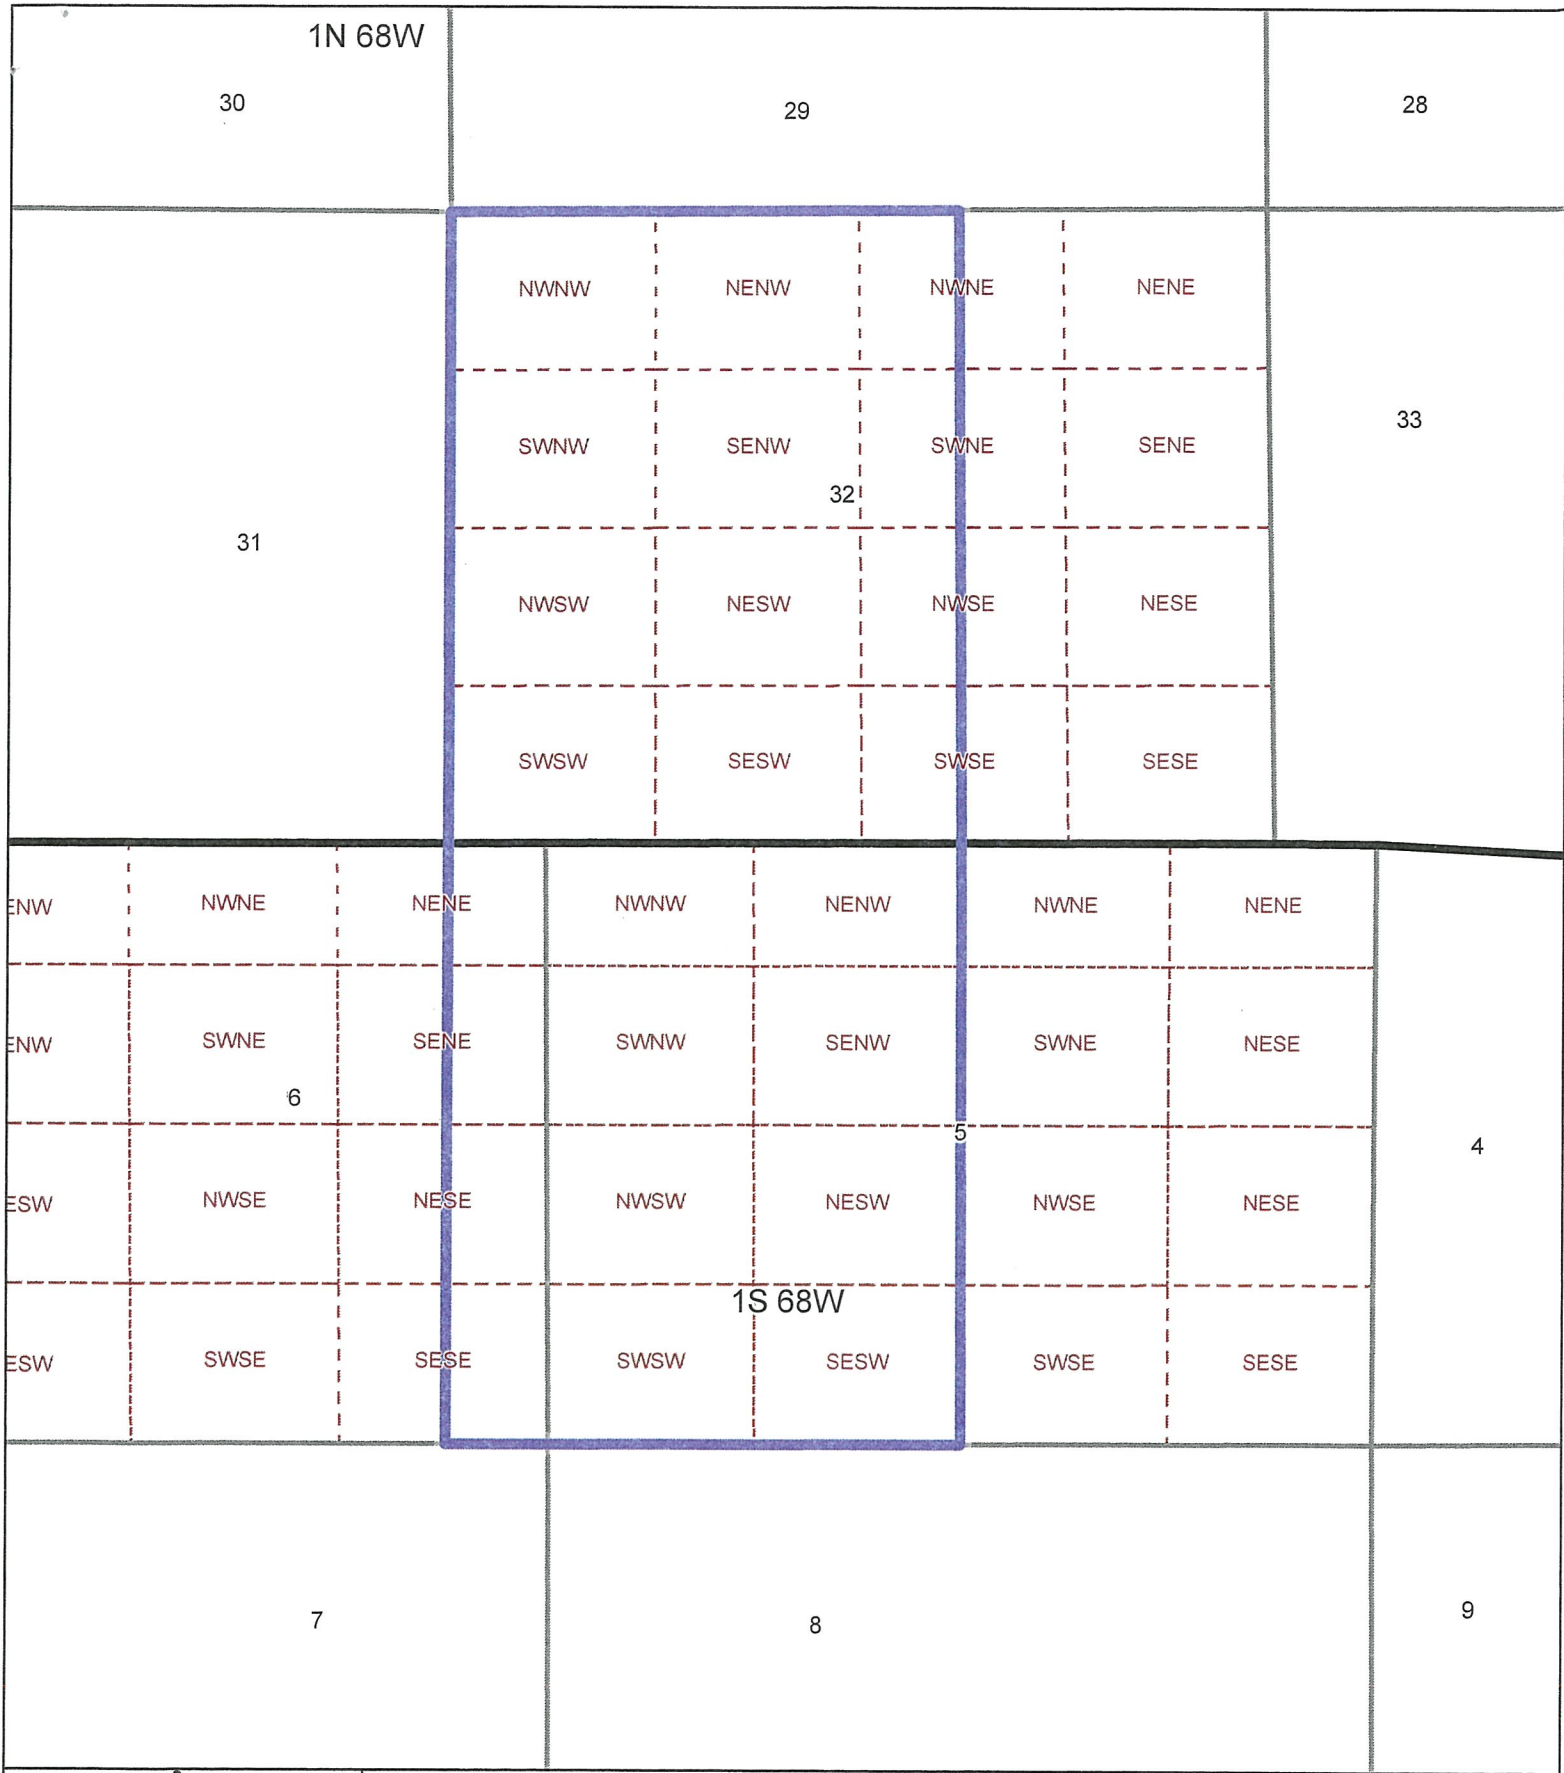 1N 68W
30 29 28
NWNW NENW NWNE NENE
SWNW SENW SWNE SENE
33
32
31
NWSW NESW NWSE NESE
SWSW SESW SWSE SESE
ENW NWNE NENE NWNW NENW NWNE NENE
ENW SWNE SENE SWNW SENW SWNE NESE
6
5
4
ESW NWSE NESE NWSW NESW NWSE NESE
1S 68W
ESW SWSE SESE SWSW SESW SWSE SESE
7 8 9